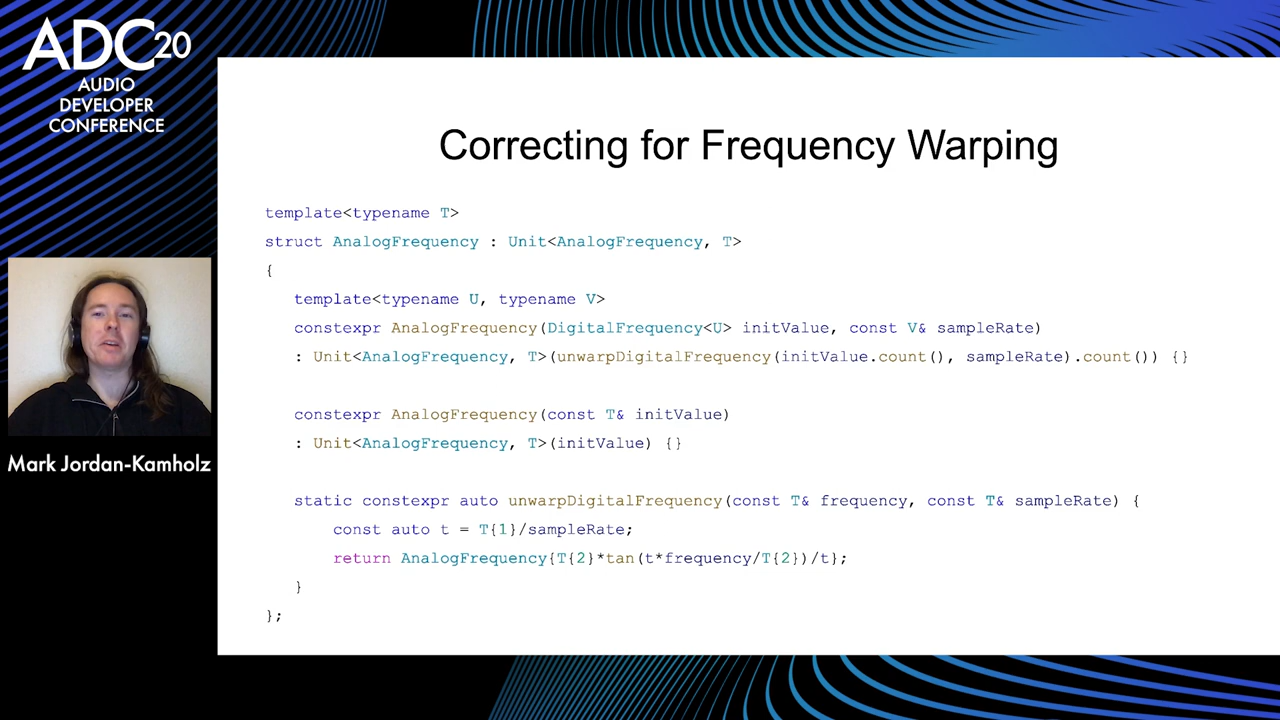 ADC20
AUDIO
DEVELOPER
CONFERENCE
Mark Jordan-Kamholz
Correcting for Frequency Warping
template<typename T>
struct AnalogFrequency : Unit<AnalogFrequency, T>
{
template<typename U, typename V>
constexpr AnalogFrequency(DigitalFrequency<U> initValue, const V& sampleRate)
: Unit<AnalogFrequency, T>(unwarpDigitalFrequency(initValue.count(), sampleRate).count()) {}
constexpr AnalogFrequency(const T& initValue)
: Unit<AnalogFrequency, T>(initValue) {}
static constexpr auto unwarpDigitalFrequency(const T& frequency, const T& sampleRate) {
const auto t = T{1}/sampleRate;
return AnalogFrequency{T{2}*tan(t*frequency/T{2})/t};
}
};